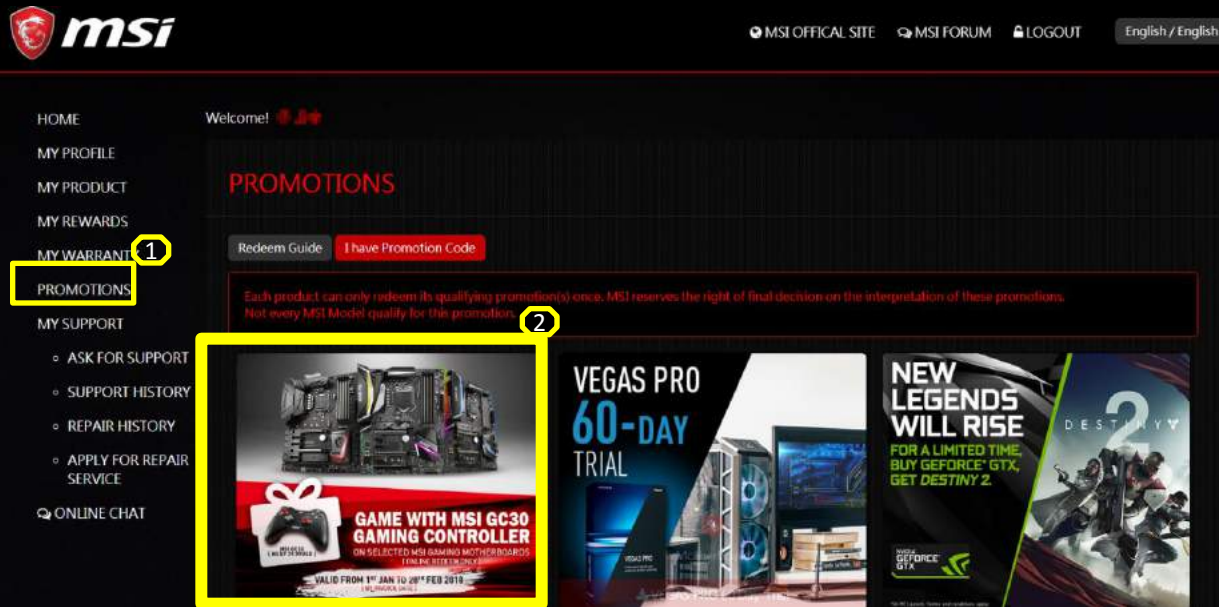 msi
MSI OFFICAL SITE
MSI FORUM
LOGOUT
English / English
HOME
MY PROFILE
MY PRODUCT
MY REWARDS
MY WARRANTY
1
PROMOTIONS
MY SUPPORT
ASK FOR SUPPORT
SUPPORT HISTORY
REPAIR HISTORY
APPLY FOR REPAIR
SERVICE
ONLINE CHAT
Welcome!
PROMOTIONS
Redeem Guide
I have Promotion Code
Each product can only redeem its qualifying promotion(s) once. MSI reserves the right of final decision on the interpretation of these promotions.
Not every MSI Model qualify for this promotion.
2
GAME WITH MSI GC30
GAMING CONTROLLER
ON SELECTED MSI GAMING MOTHERBOARDS
[ ONLINE REDEEM ONLY ]
VALID FROM 1ST JAN TO 28TH FEB 2018
VEGAS PRO
60-DAY
TRIAL
NEW
LEGENDS
WILL RISE
FOR A LIMITED TIME,
BUY GEFORCE® GTX,
GET DESTINY 2.
DESTINY
2
NVIDIA
GEFORCE
GTX